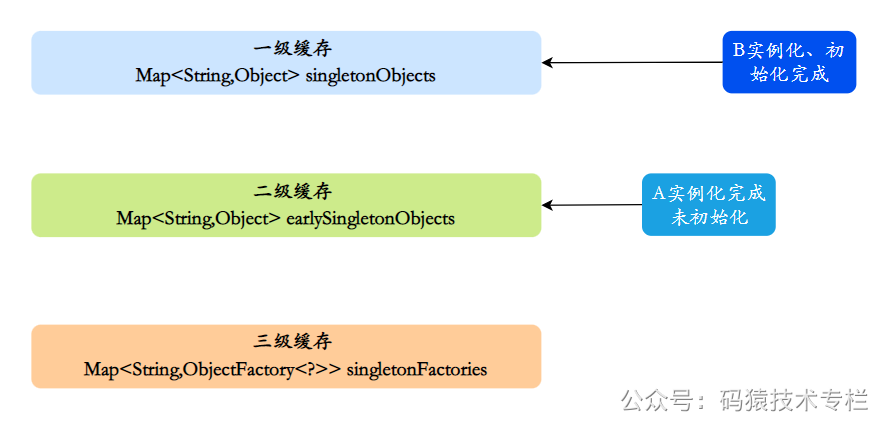 一级缓存
Map<String,Object> singletonObjects
B实例化、初
始化完成
二级缓存
Map<String,Object> earlySingletonObjects
A实例化完成
未初始化
三级缓存
Map<String,ObjectFactory<?>> singletonFactories
公众号：码猿技术专栏